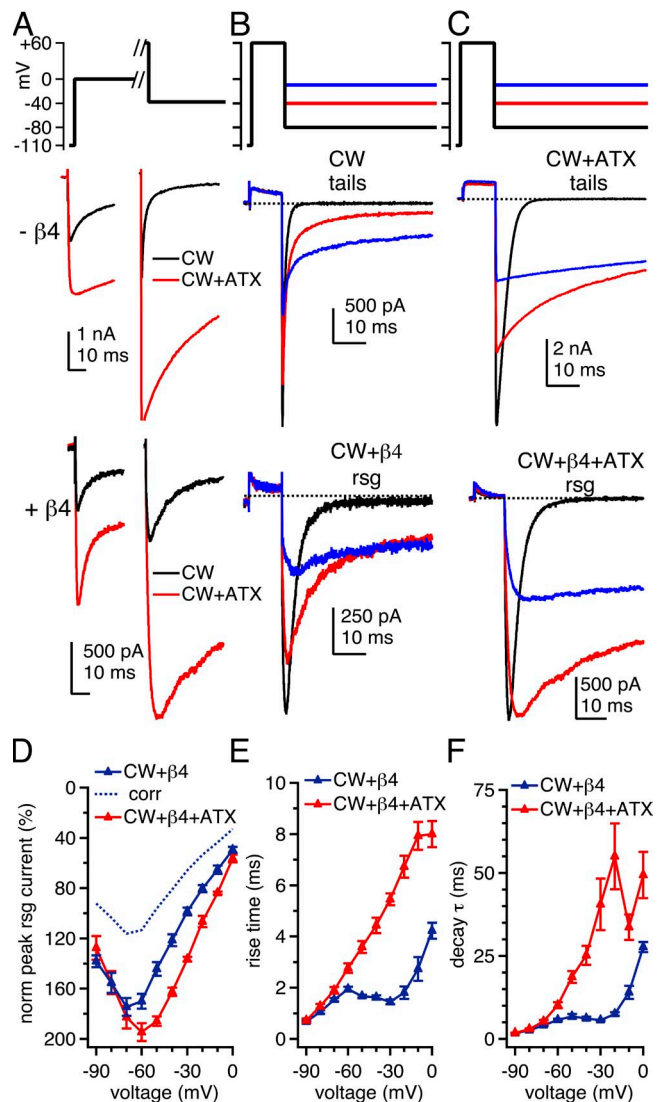 A
B
C
+60
0
-40
-80
-110
mV
//
//
CW
tails
CW+ATX
tails
- β4
CW
CW+ATX
1 nA
10 ms
500 pA
10 ms
2 nA
10 ms
+ β4
CW+β4
rsg
CW+β4+ATX
rsg
CW
CW+ATX
500 pA
10 ms
250 pA
10 ms
500 pA
10 ms
D
CW+β4
corr
CW+β4+ATX
0
40
80
120
160
200
norm peak rsg current (%)
-90
-60
-30
0
voltage (mV)
E
CW+β4
CW+β4+ATX
10
8
6
4
2
0
rise time (ms)
-90
-60
-30
0
voltage (mV)
F
CW+β4
CW+β4+ATX
75
50
25
0
decay τ (ms)
-90
-60
-30
0
voltage (mV)